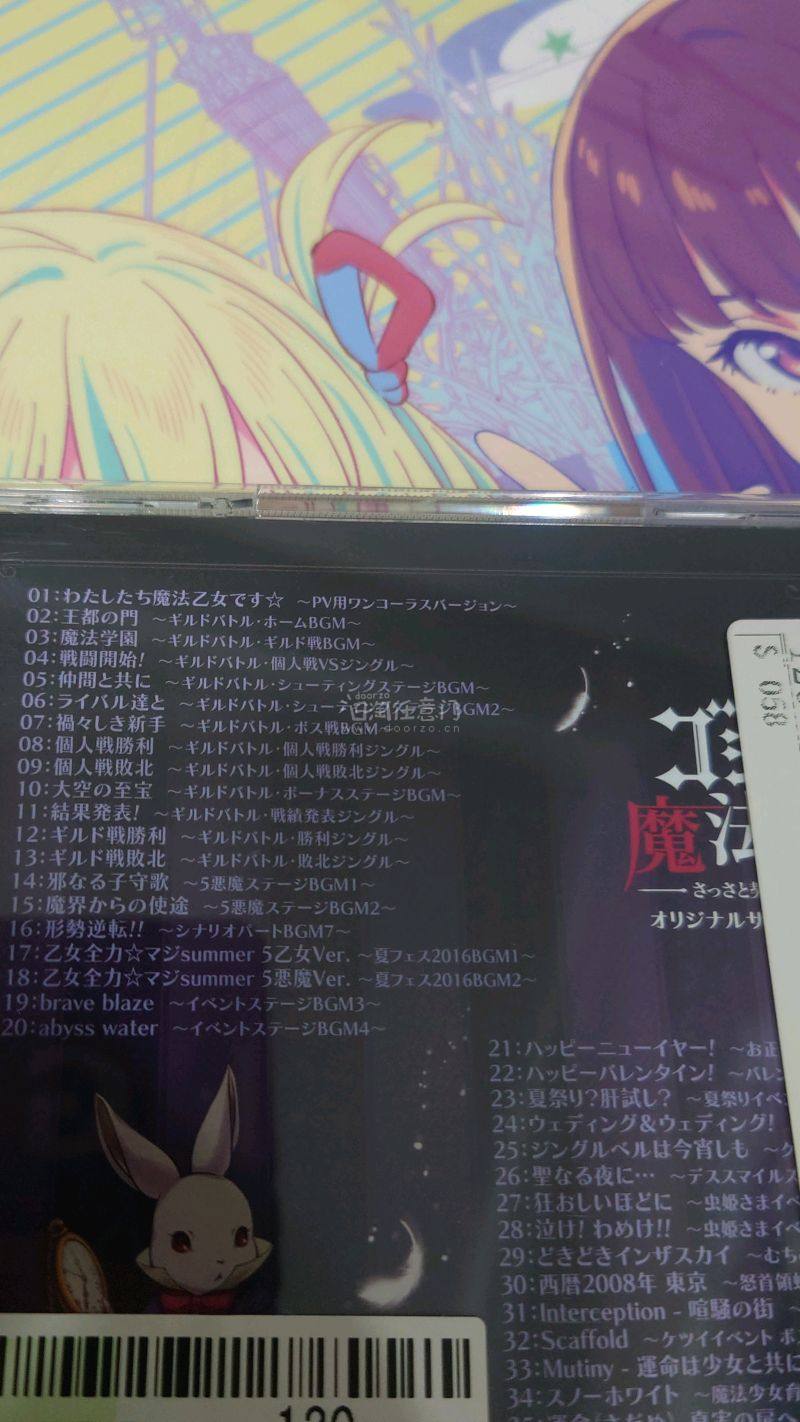 01:わたしたち魔法乙女です☆ ～PV用ワンコーラスバージョン～
02:王都の門 ～ギルドバトル・ホームBGM～
03:魔法学園 ～ギルドバトル・ギルド戦BGM～
04:戦闘開始! ～ギルドバトル・個人戦VSジングル～
05:仲間と共に ～ギルドバトル・シューティングステージBGM～
06:ライバル達と ～ギルドバトル・シューティングステージBGM2～
07:禍々しき新手 ～ギルドバトル・ボス戦BGM～
08:個人戦勝利 ～ギルドバトル・個人戦勝利ジングル～
09:個人戦敗北 ～ギルドバトル・個人戦敗北ジングル～
10:大空の至宝 ～ギルドバトル・ボーナスステージBGM～
11:結果発表! ～ギルドバトル・戦績発表ジングル～
12:ギルド戦勝利 ～ギルドバトル・勝利ジングル～
13:ギルド戦敗北 ～ギルドバトル・敗北ジングル～
14:邪なる子守歌 ～5悪魔ステージBGM1～
15:魔界からの使途 ～5悪魔ステージBGM2～
16:形勢逆転!! ～シナリオパートBGM7～
17:乙女全力☆マジsummer 5乙女Ver. ～夏フェス2016BGM1～
18:乙女全力☆マジsummer 5悪魔Ver. ～夏フェス2016BGM2～
19:brave blaze ～イベントステージBGM3～
20:abyss water ～イベントステージBGM4～
doorzo
.doorzo.cn
S 050
ゴ
魔法
さっさと
オリジナルサ
21:ハッピーニューイヤー! ～お正
22:ハッピーバレンタイン! ～バレン
23:夏祭り?肝試し? ～夏祭りイベ
24:ウェディング&ウェディング!
25:ジングルベルは今宵しも ～ク
26:聖なる夜に… ～デススマイルズ
27:狂おしいほどに ～虫姫さまイベ
28:泣け! わめけ!! ～虫姫さまイベ
29:どきどきインザスカイ ～むち
30:西暦2008年 東京 ～怒首領蜂
31:Interception - 喧騒の街 ～
32:Scaffold ～ケツイイベント ボ
33:Mutiny - 運命は少女と共に
34:スノーホワイト ～魔法少女育